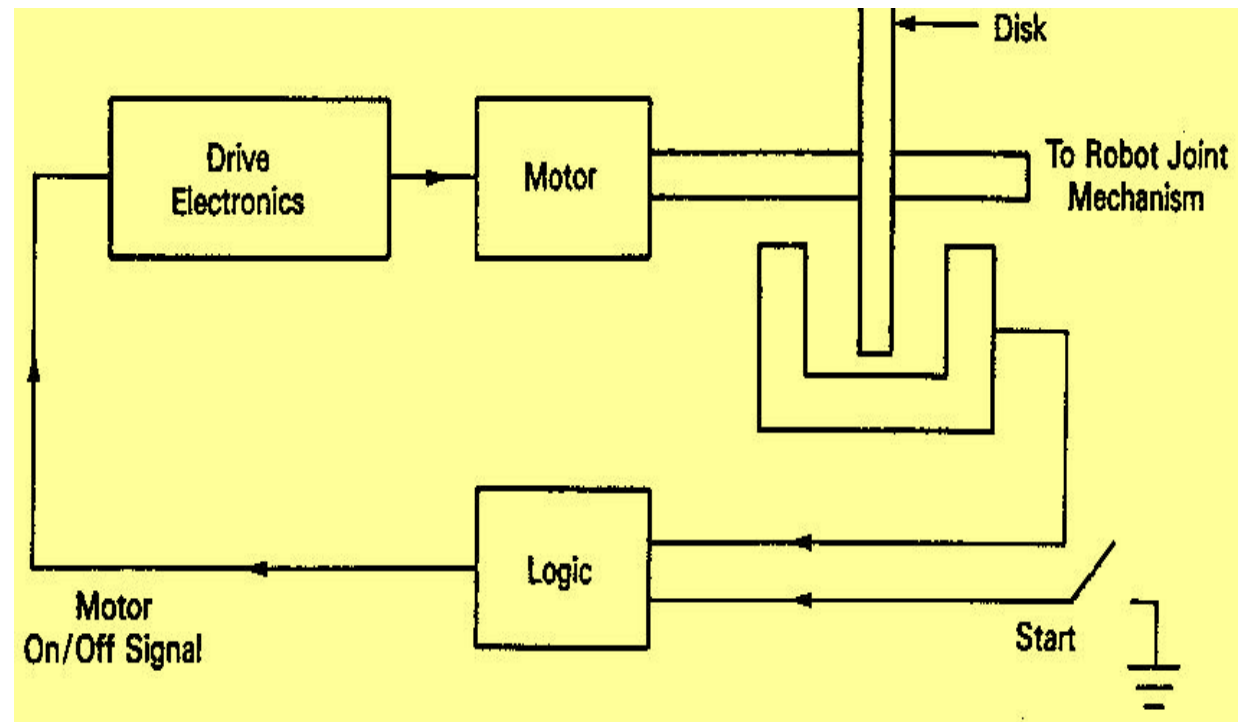 Disk
Drive
Electronics
Motor
To Robot Joint
Mechanism
Logic
Motor
On/Off Signal
Start